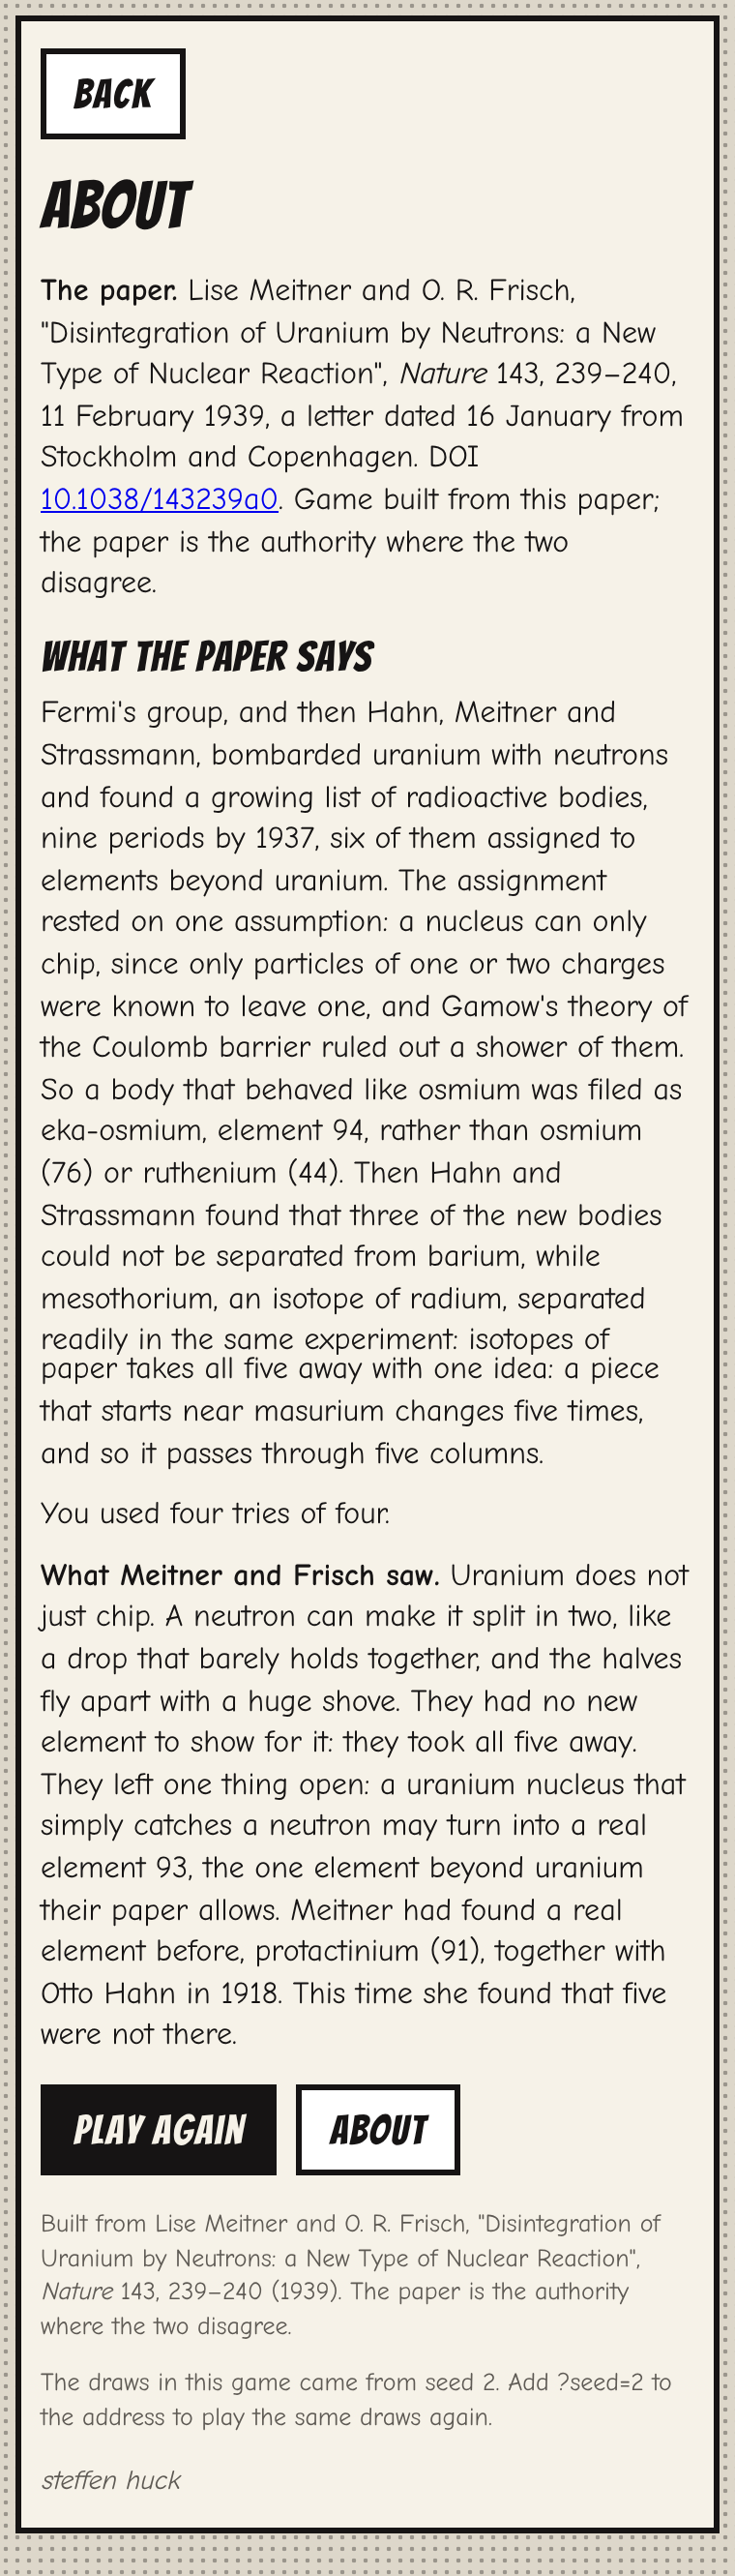 BACK
ABOUT
The paper. Lise Meitner and O. R. Frisch,
"Disintegration of Uranium by Neutrons: a New
Type of Nuclear Reaction", Nature 143, 239–240,
11 February 1939, a letter dated 16 January from
Stockholm and Copenhagen. DOI
10.1038/143239a0. Game built from this paper;
the paper is the authority where the two
disagree.
WHAT THE PAPER SAYS
Fermi's group, and then Hahn, Meitner and
Strassmann, bombarded uranium with neutrons
and found a growing list of radioactive bodies,
nine periods by 1937, six of them assigned to
elements beyond uranium. The assignment
rested on one assumption: a nucleus can only
chip, since only particles of one or two charges
were known to leave one, and Gamow's theory of
the Coulomb barrier ruled out a shower of them.
So a body that behaved like osmium was filed as
eka-osmium, element 94, rather than osmium
(76) or ruthenium (44). Then Hahn and
Strassmann found that three of the new bodies
could not be separated from barium, while
mesothorium, an isotope of radium, separated
readily in the same experiment: isotopes of
paper takes all five away with one idea: a piece
that starts near masurium changes five times,
and so it passes through five columns.
You used four tries of four.
What Meitner and Frisch saw. Uranium does not
just chip. A neutron can make it split in two, like
a drop that barely holds together, and the halves
fly apart with a huge shove. They had no new
element to show for it: they took all five away.
They left one thing open: a uranium nucleus that
simply catches a neutron may turn into a real
element 93, the one element beyond uranium
their paper allows. Meitner had found a real
element before, protactinium (91), together with
Otto Hahn in 1918. This time she found that five
were not there.
PLAY AGAIN ABOUT
Built from Lise Meitner and O. R. Frisch, "Disintegration of
Uranium by Neutrons: a New Type of Nuclear Reaction",
Nature 143, 239–240 (1939). The paper is the authority
where the two disagree.
The draws in this game came from seed 2. Add ?seed=2 to
the address to play the same draws again.
steffen huck